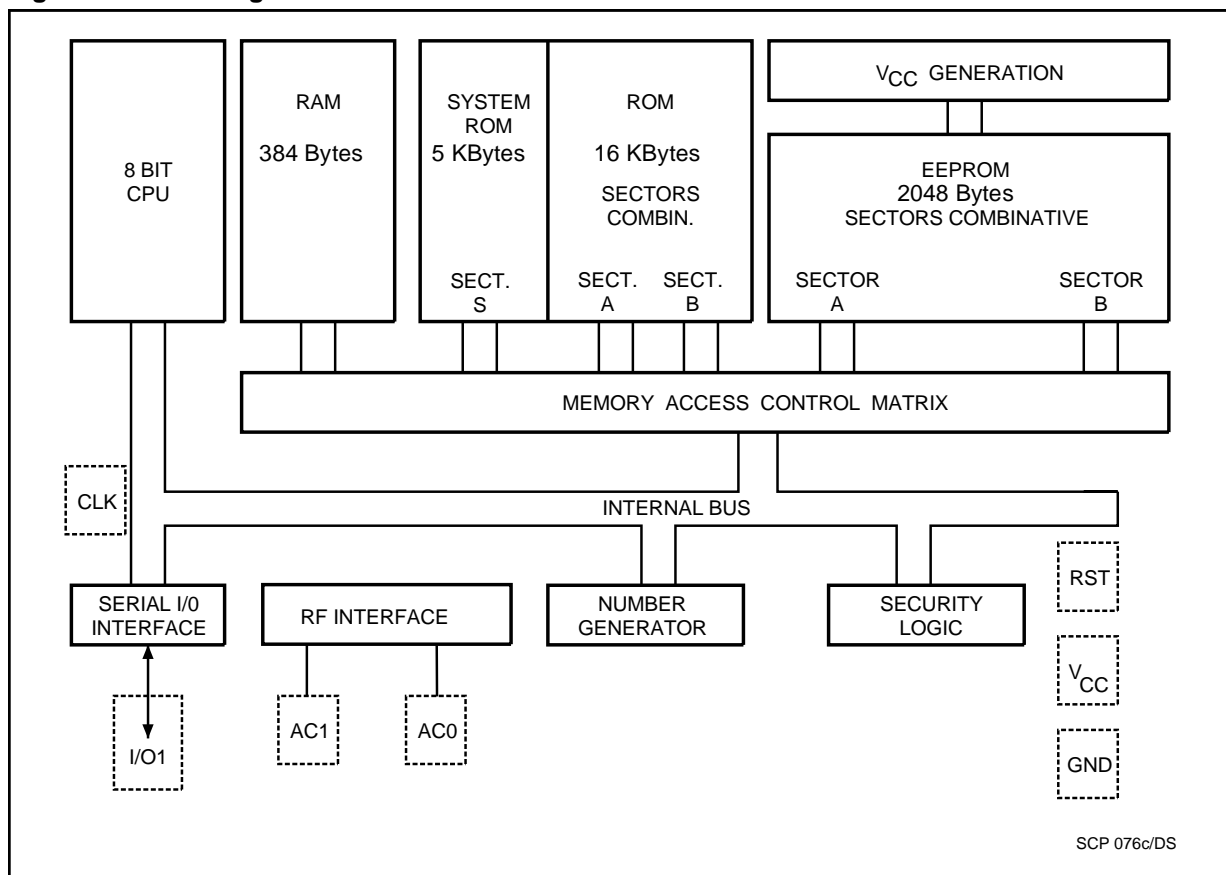 8 BIT
CPU
RAM
384 Bytes
SYSTEM
ROM
5 KBytes
SECT.
S
ROM
16 KBytes
SECTORS
COMBIN.
SECT.
A
SECT.
B
VCC GENERATION
EEPROM
2048 Bytes
SECTORS COMBINATIVE
SECTOR
A
SECTOR
B
MEMORY ACCESS CONTROL MATRIX
CLK
INTERNAL BUS
SERIAL I/0
INTERFACE
RF INTERFACE
NUMBER
GENERATOR
SECURITY
LOGIC
RST
VCC
GND
I/O1
AC1
AC0
SCP 076c/DS